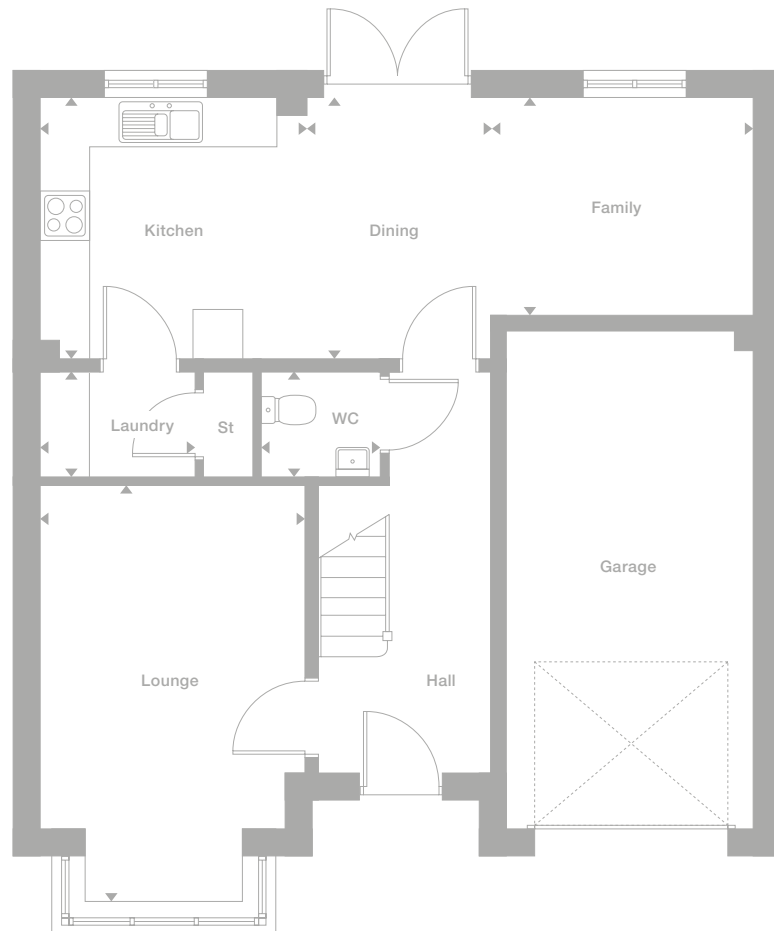 Family
Kitchen
Dining
WC
Laundry
St
Garage
Lounge
Hall